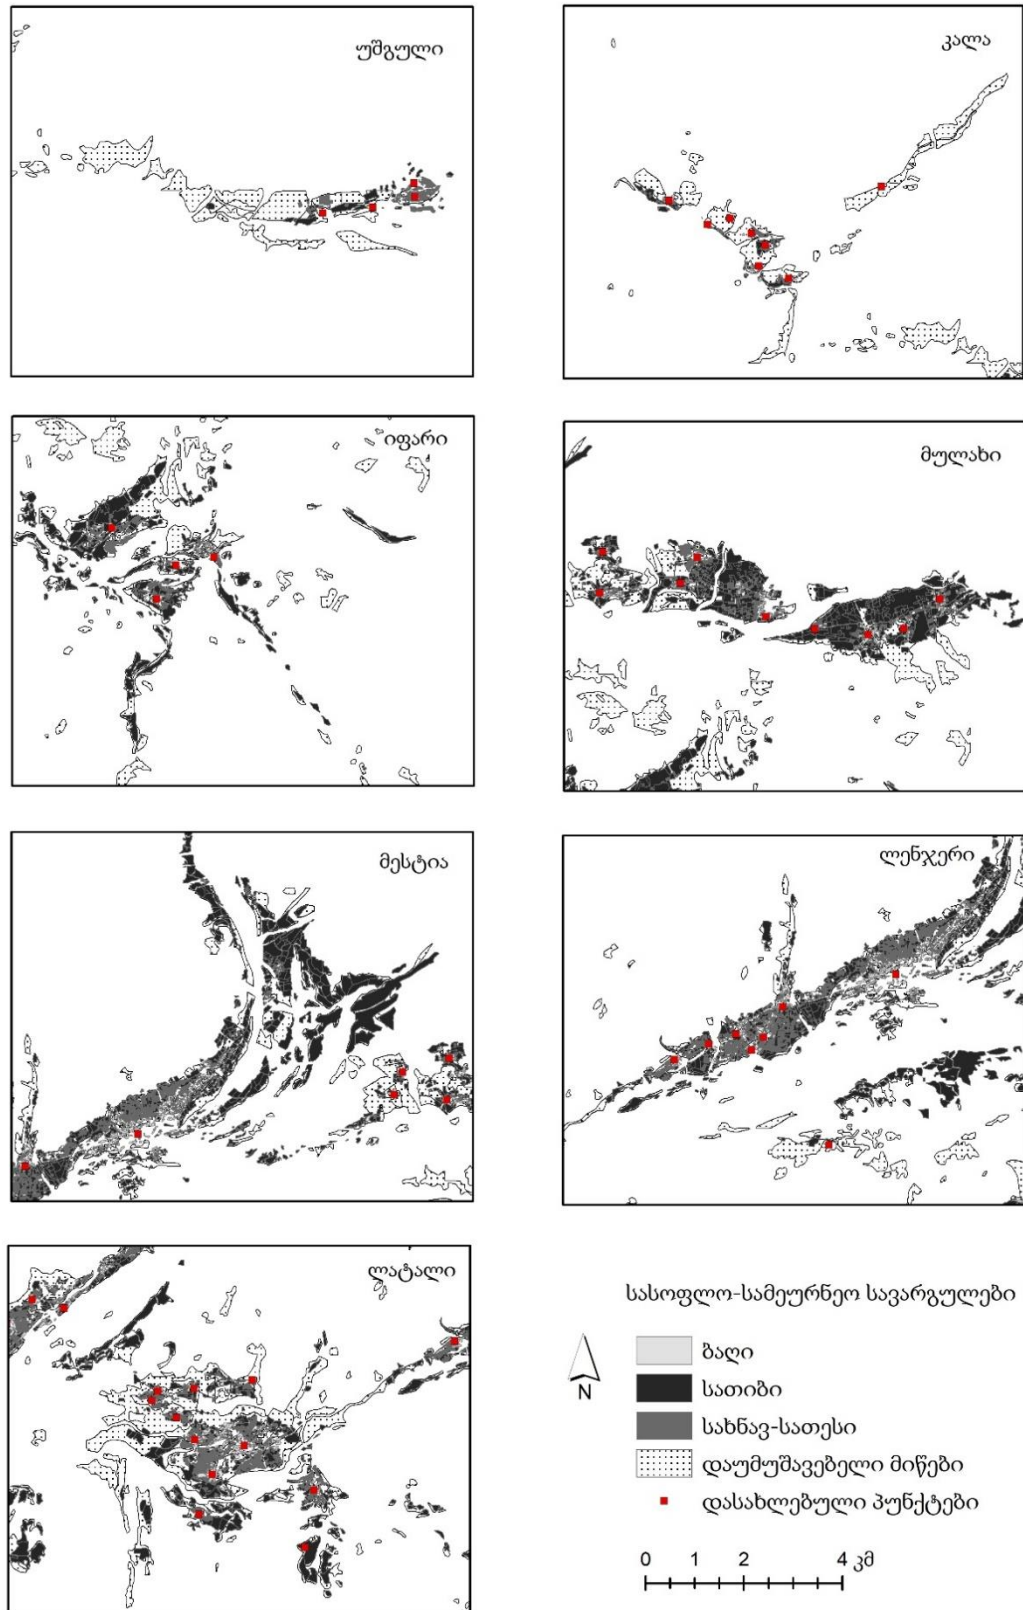 უშგული
კალა
იფარი
მულახი
მესტია
ლენჯერი
ლატალი
სასოფლო-სამეურნეო სავარგულები
N
ბაღი
სათიბი
სახნავ-სათესი
დაუმუშავებელი მიწები
დასახლებული პუნქტები
0 1 2 4 კმ